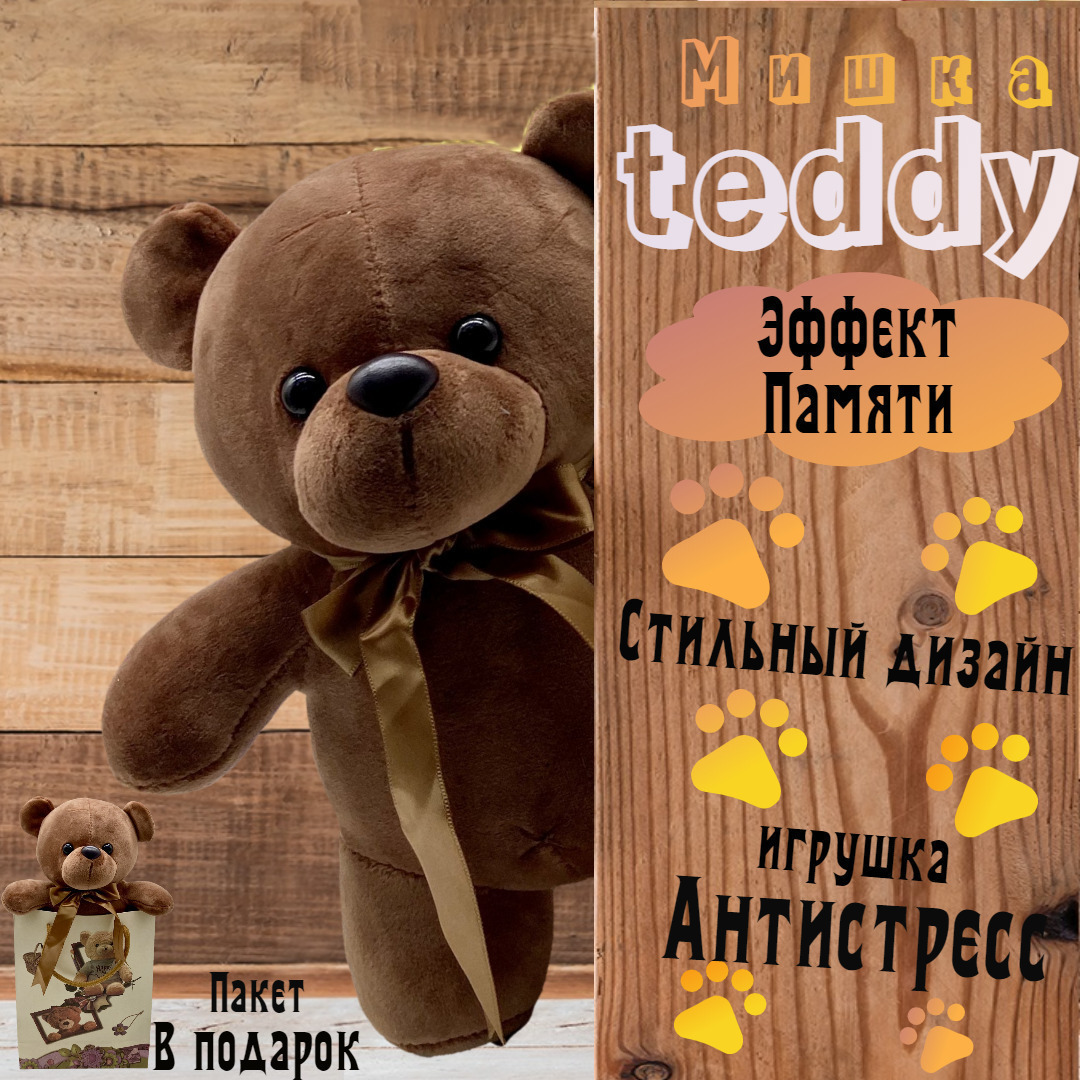 Мишка
teddy
Эффект
Памяти
Стильный дизайн
игрушка
Антистресс
Пакет
В подарок